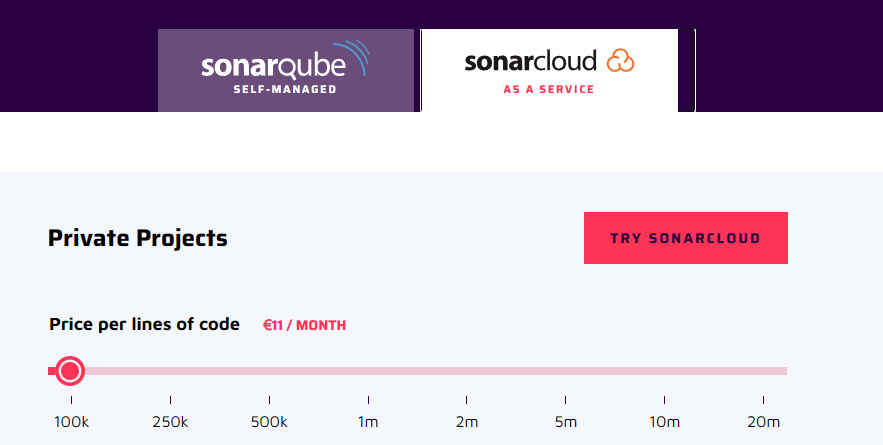 sonarqube
SELF-MANAGED
sonarcloud
AS A SERVICE
Private Projects
TRY SONARCLOUD
Price per lines of code €11 / MONTH
100k 250k 500k 1m 2m 5m 10m 20m